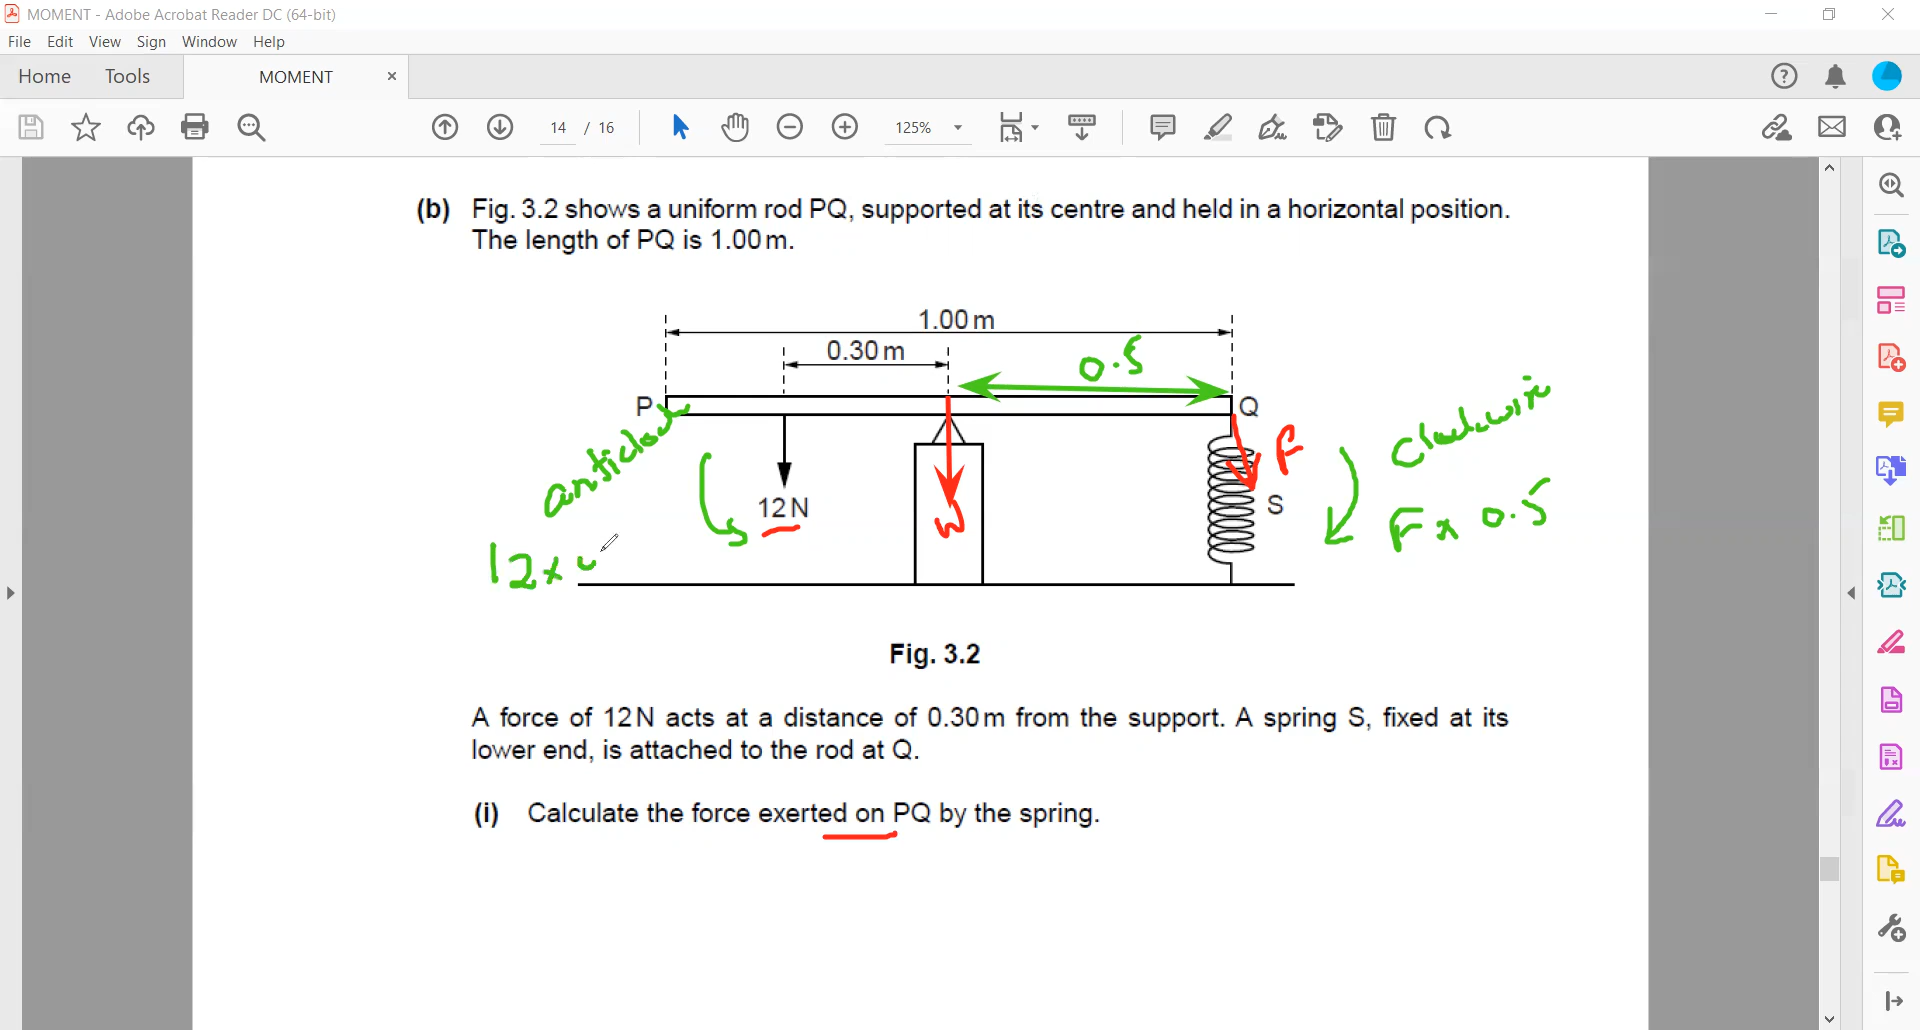 MOMENT - Adobe Acrobat Reader DC (64-bit)
File Edit View Sign Window Help
Home Tools MOMENT ×
14 / 16 125%
(b) Fig. 3.2 shows a uniform rod PQ, supported at its centre and held in a horizontal position.
The length of PQ is 1.00 m.
1.00 m
0.30 m
0.5
P
Q
anticlo
clockwise
F
S
12 N
W
F x 0.5
12 x
Fig. 3.2
A force of 12 N acts at a distance of 0.30 m from the support. A spring S, fixed at its
lower end, is attached to the rod at Q.
(i) Calculate the force exerted on PQ by the spring.